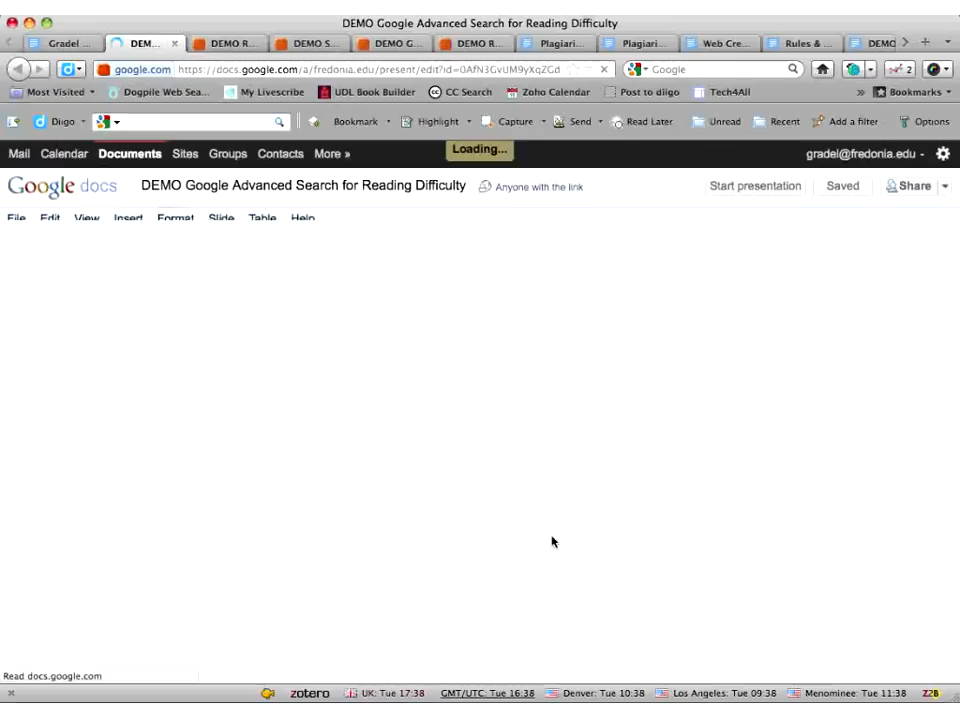 DEMO Google Advanced Search for Reading Difficulty
Gradel ... DEM... DEMO R... DEMO S... DEMO G... DEMO R... Plagiari... Plagiari... Web Cre... Rules & ... DEMO
google.com https://docs.google.com/a/fredonia.edu/present/edit?id=0AfN3GvUM9yXqZGd Google 2
Most Visited Dogpile Web Sea... My Livescribe UDL Book Builder CC Search Zoho Calendar Post to diigo Tech4All » Bookmarks
Diigo Bookmark Highlight Capture Send Read Later Unread Recent Add a filter Options
Mail Calendar Documents Sites Groups Contacts More » Loading... gradel@fredonia.edu
Google docs DEMO Google Advanced Search for Reading Difficulty Anyone with the link Start presentation Saved Share
File Edit View Insert Format Slide Table Help
Read docs.google.com
zotero UK: Tue 17:38 GMT/UTC: Tue 16:38 Denver: Tue 10:38 Los Angeles: Tue 09:38 Menominee: Tue 11:38